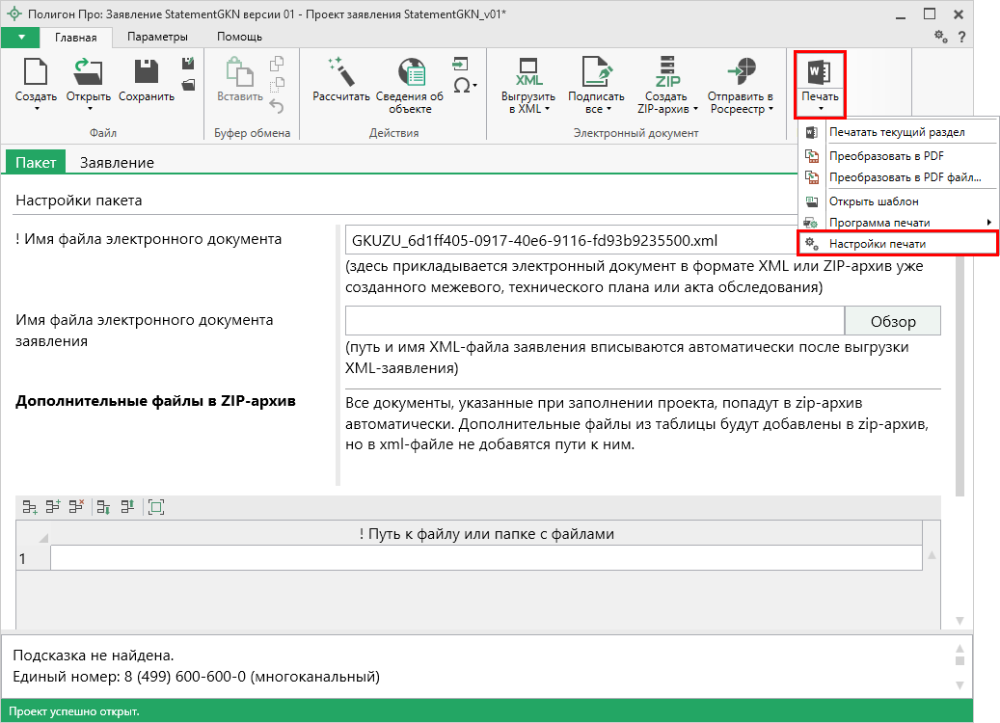 Полигон Про: Заявление StatementGKN версии 01 - Проект заявления StatementGKN_v01*
Главная
Параметры
Помощь
?
Создать
Открыть
Сохранить
Файл
Вставить
Буфер обмена
Рассчитать
Сведения об
объекте
Ω
Действия
XML
Выгрузить
в XML
Подписать
все
ZIP
Создать
ZIP-архив
Отправить в
Росреестр
Электронный документ
W
Печать
Печатать текущий раздел
Преобразовать в PDF
Преобразовать в PDF файл...
Открыть шаблон
Программа печати
Настройки печати
Пакет
Заявление
Настройки пакета
! Имя файла электронного документа
GKUZU_6d1ff405-0917-40e6-9116-fd93b9235500.xml
(здесь прикладывается электронный документ в формате XML или ZIP-архив уже
созданного межевого, технического плана или акта обследования)
Имя файла электронного документа
заявления
Обзор
(путь и имя XML-файла заявления вписываются автоматически после выгрузки
XML-заявления)
Дополнительные файлы в ZIP-архив
Все документы, указанные при заполнении проекта, попадут в zip-архив
автоматически. Дополнительные файлы из таблицы будут добавлены в zip-архив,
но в xml-файле не добавятся пути к ним.
! Путь к файлу или папке с файлами
1
Подсказка не найдена.
Единый номер: 8 (499) 600-600-0 (многоканальный)
Проект успешно открыт.